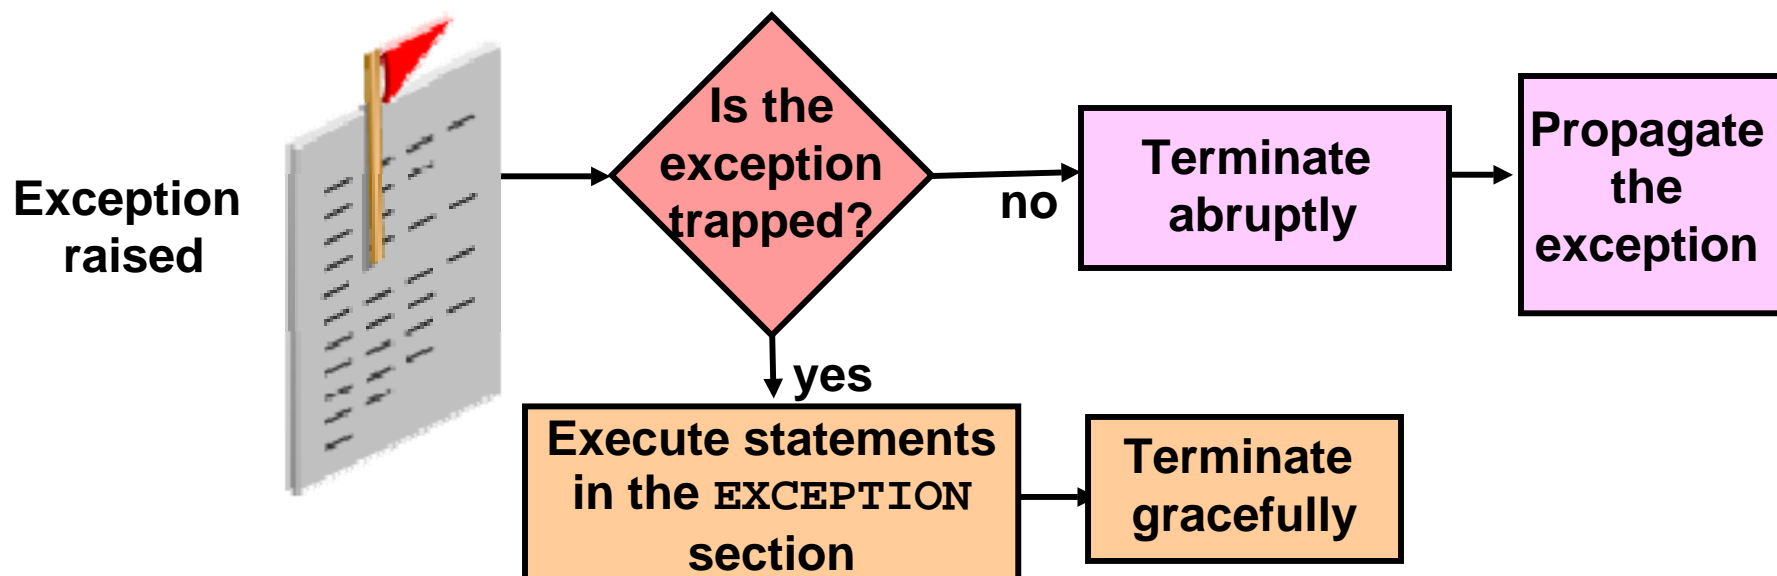 Exception
raised
Is the
exception
trapped?
no
Terminate
abruptly
Propagate
the
exception
yes
Execute statements
in the EXCEPTION
section
Terminate
gracefully